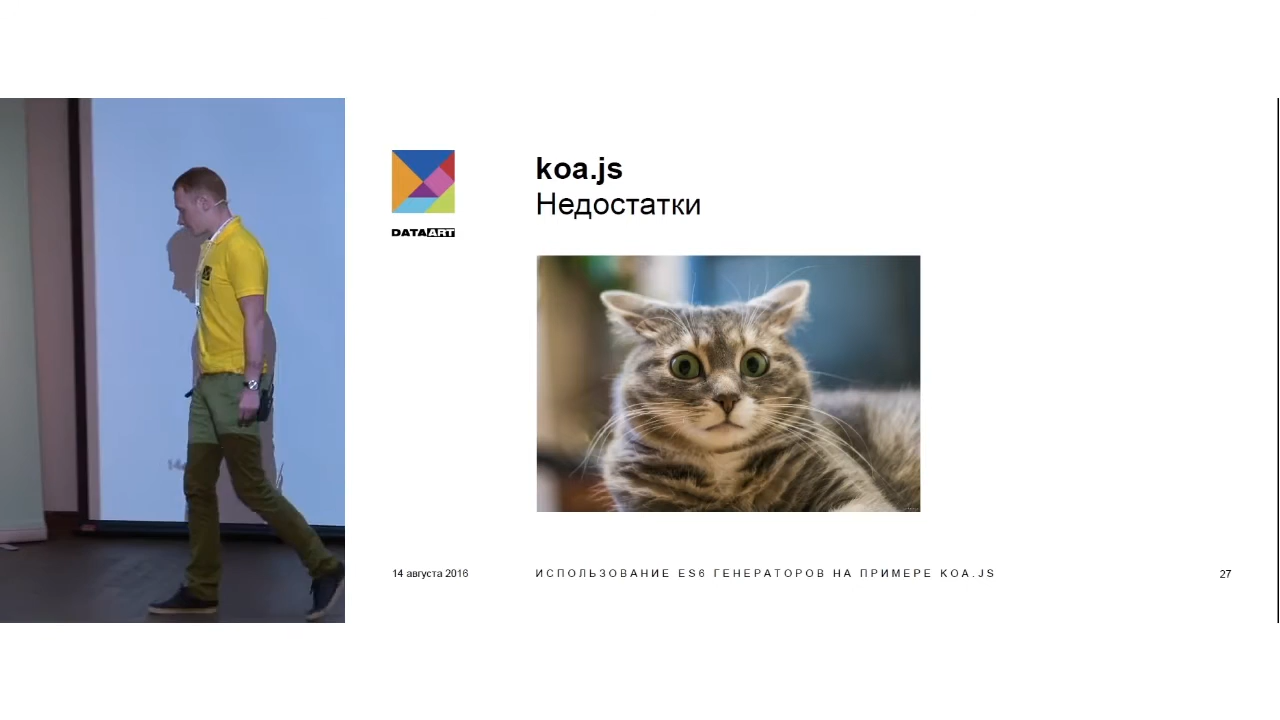 DATAART
koa.js
Недостатки
14 августа 2016
ИСПОЛЬЗОВАНИЕ ES6 ГЕНЕРАТОРОВ НА ПРИМЕРЕ KOA.JS
27